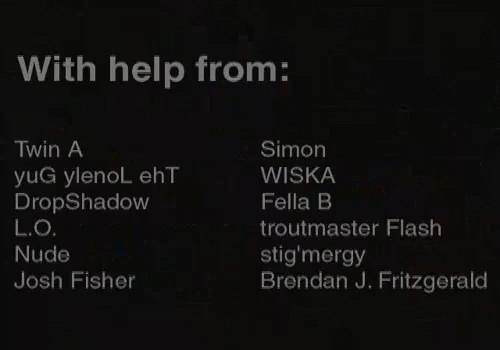 With help from:
Twin A
yuG ylenoL ehT
DropShadow
L.O.
Nude
Josh Fisher
Simon
WISKA
Fella B
troutmaster Flash
stig'mergy
Brendan J. Fritzgerald